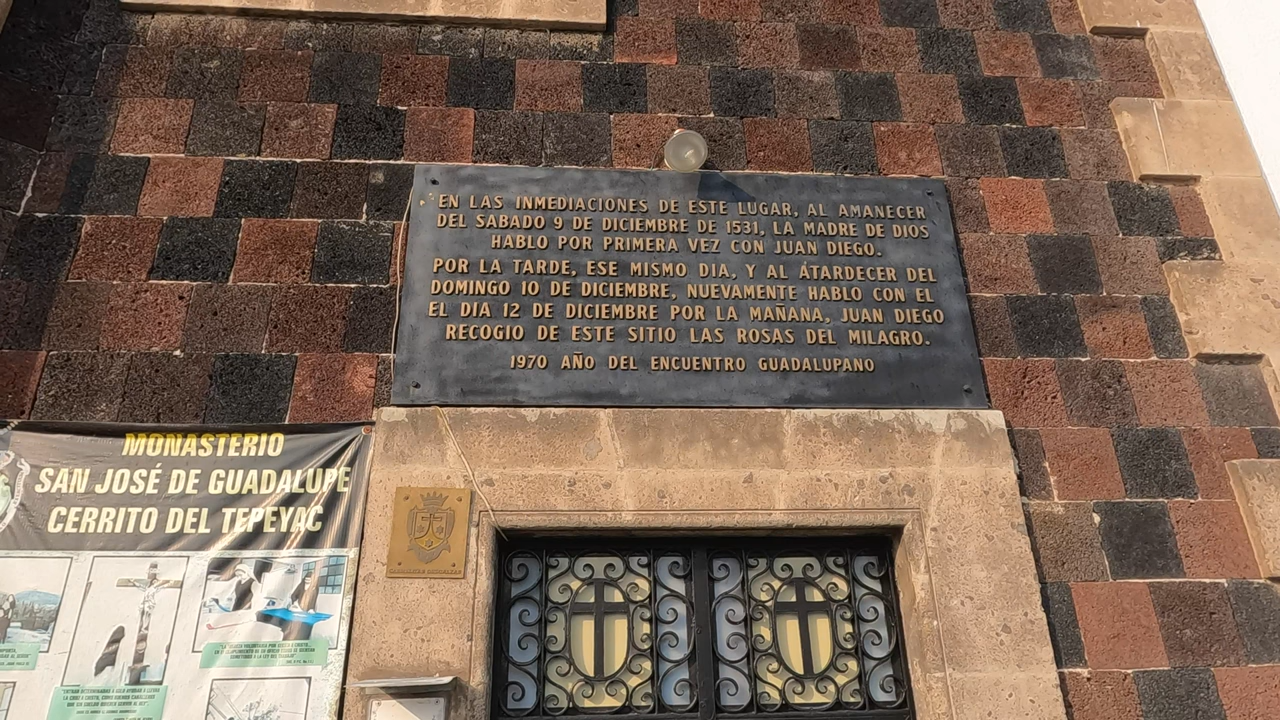 EN LAS INMEDIACIONES DE ESTE LUGAR, AL AMANECER
DEL SABADO 9 DE DICIEMBRE DE 1531, LA MADRE DE DIOS
HABLO POR PRIMERA VEZ CON JUAN DIEGO.
POR LA TARDE, ESE MISMO DIA, Y AL ATARDECER DEL
DOMINGO 10 DE DICIEMBRE, NUEVAMENTE HABLO CON EL
EL DIA 12 DE DICIEMBRE POR LA MAÑANA, JUAN DIEGO
RECOGIO DE ESTE SITIO LAS ROSAS DEL MILAGRO.
1970 AÑO DEL ENCUENTRO GUADALUPANO
MONASTERIO
SAN JOSÉ DE GUADALUPE
CERRITO DEL TEPEYAC